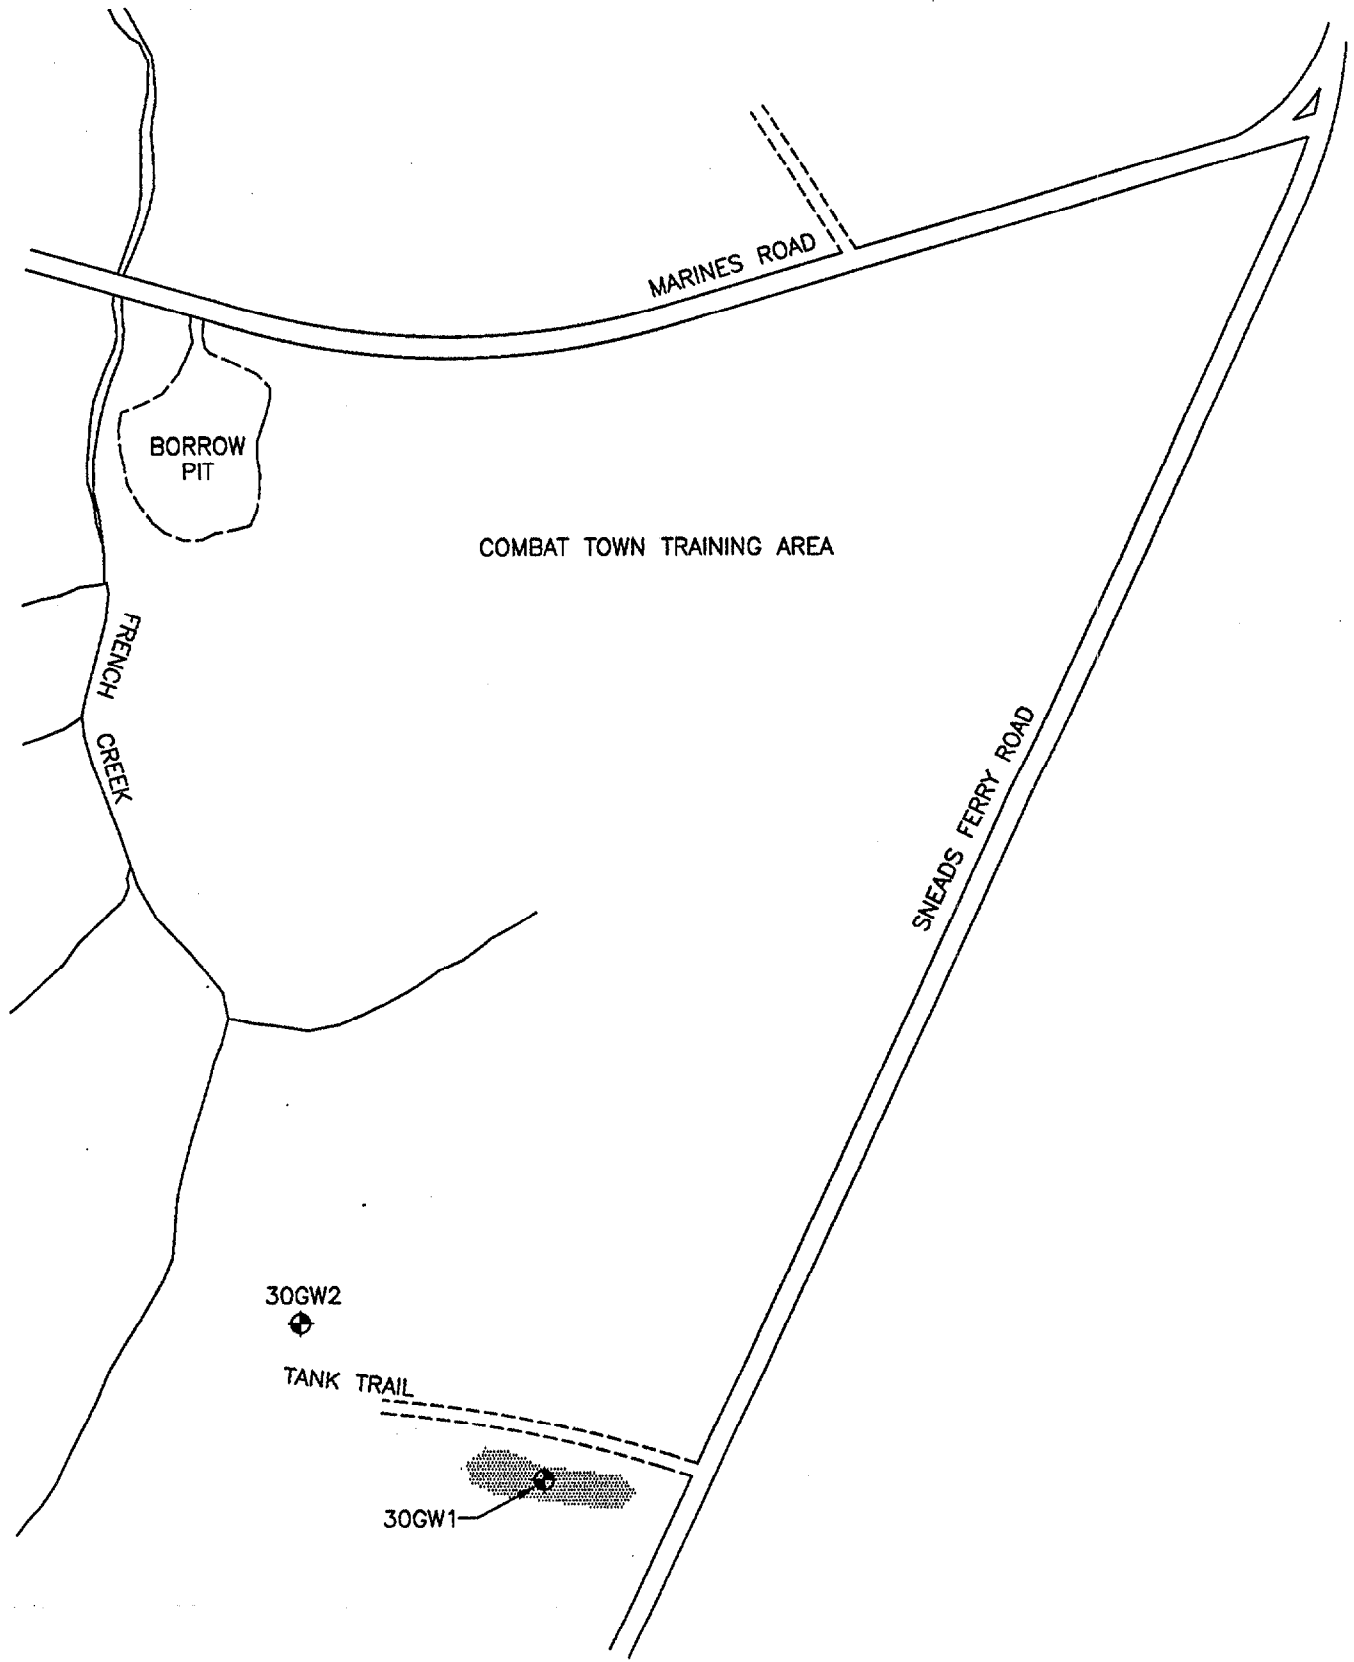 MARINES ROAD
BORROW
PIT
COMBAT TOWN TRAINING AREA
FRENCH CREEK
SNEADS FERRY ROAD
30GW2
TANK TRAIL
30GW1